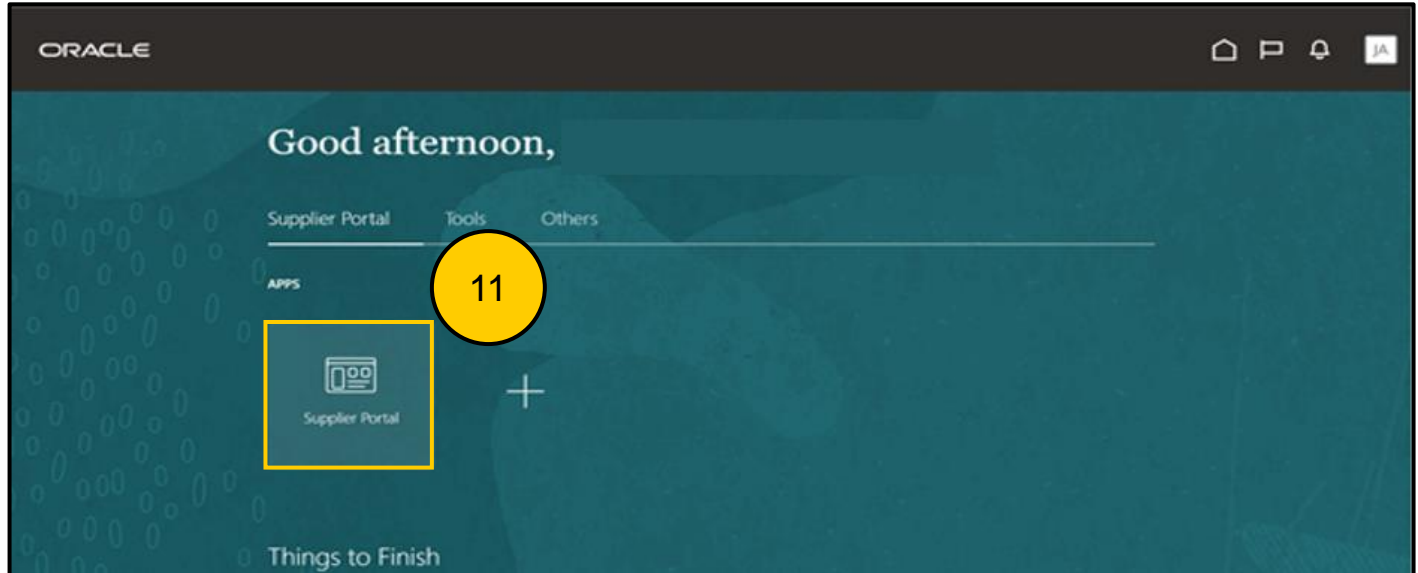 ORACLE
JA
Good afternoon,
Supplier Portal Tools Others
APPS
11
Supplier Portal
Things to Finish